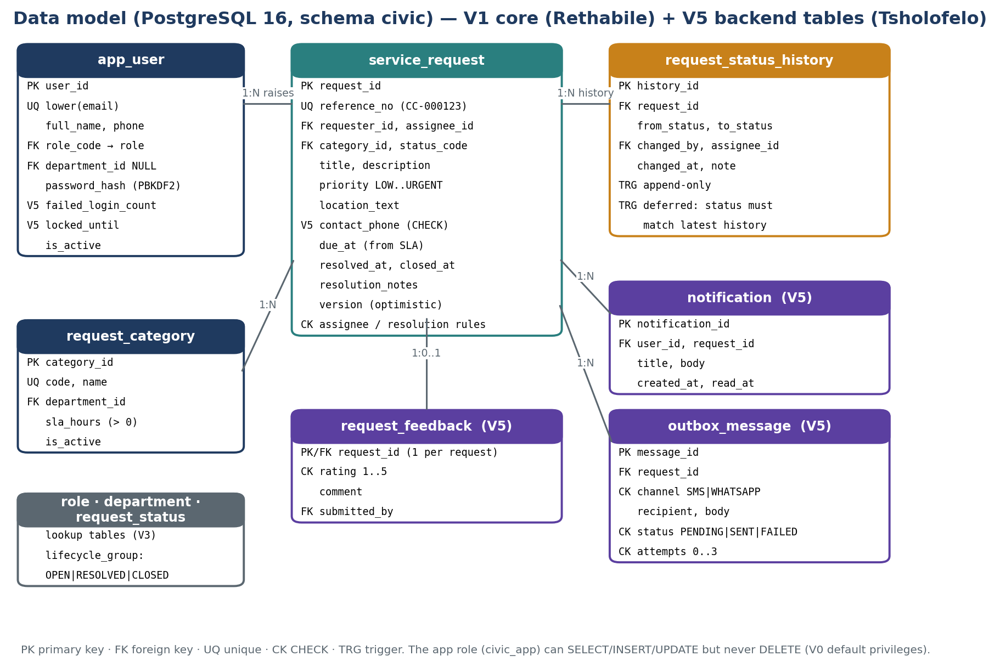 Data model (PostgreSQL 16, schema civic) — V1 core (Rethabile) + V5 backend tables (Tsholofelo)
app_user
PK user_id
UQ lower(email)
full_name, phone
FK role_code → role
FK department_id NULL
password_hash (PBKDF2)
V5 failed_login_count
V5 locked_until
is_active
1:N raises
service_request
PK request_id
UQ reference_no (CC-000123)
FK requester_id, assignee_id
FK category_id, status_code
title, description
priority LOW..URGENT
location_text
V5 contact_phone (CHECK)
due_at (from SLA)
resolved_at, closed_at
resolution_notes
version (optimistic)
CK assignee / resolution rules
1:N history
request_status_history
PK history_id
FK request_id
from_status, to_status
FK changed_by, assignee_id
changed_at, note
TRG append-only
TRG deferred: status must
match latest history
1:N
request_category
PK category_id
UQ code, name
FK department_id
sla_hours (> 0)
is_active
1:0..1
1:N
notification (V5)
PK notification_id
FK user_id, request_id
title, body
created_at, read_at
1:N
request_feedback (V5)
PK/FK request_id (1 per request)
CK rating 1..5
comment
FK submitted_by
outbox_message (V5)
PK message_id
FK request_id
CK channel SMS|WHATSAPP
recipient, body
CK status PENDING|SENT|FAILED
CK attempts 0..3
role · department ·
request_status
lookup tables (V3)
lifecycle_group:
OPEN|RESOLVED|CLOSED
PK primary key · FK foreign key · UQ unique · CK CHECK · TRG trigger. The app role (civic_app) can SELECT/INSERT/UPDATE but never DELETE (V0 default privileges).